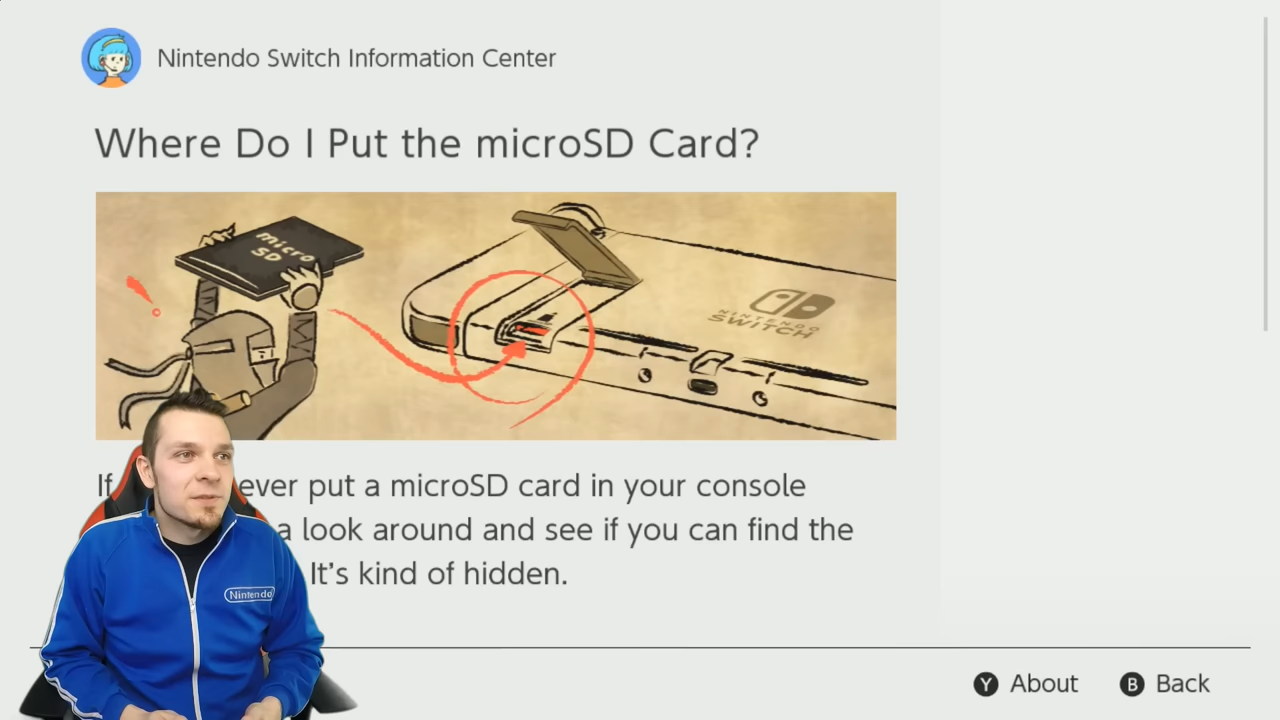 Nintendo Switch Information Center
Where Do I Put the microSD Card?
micro
SD
NINTENDO
SWITCH
If ever put a microSD card in your console
a look around and see if you can find the
It's kind of hidden.
Nintendo
Y About B Back